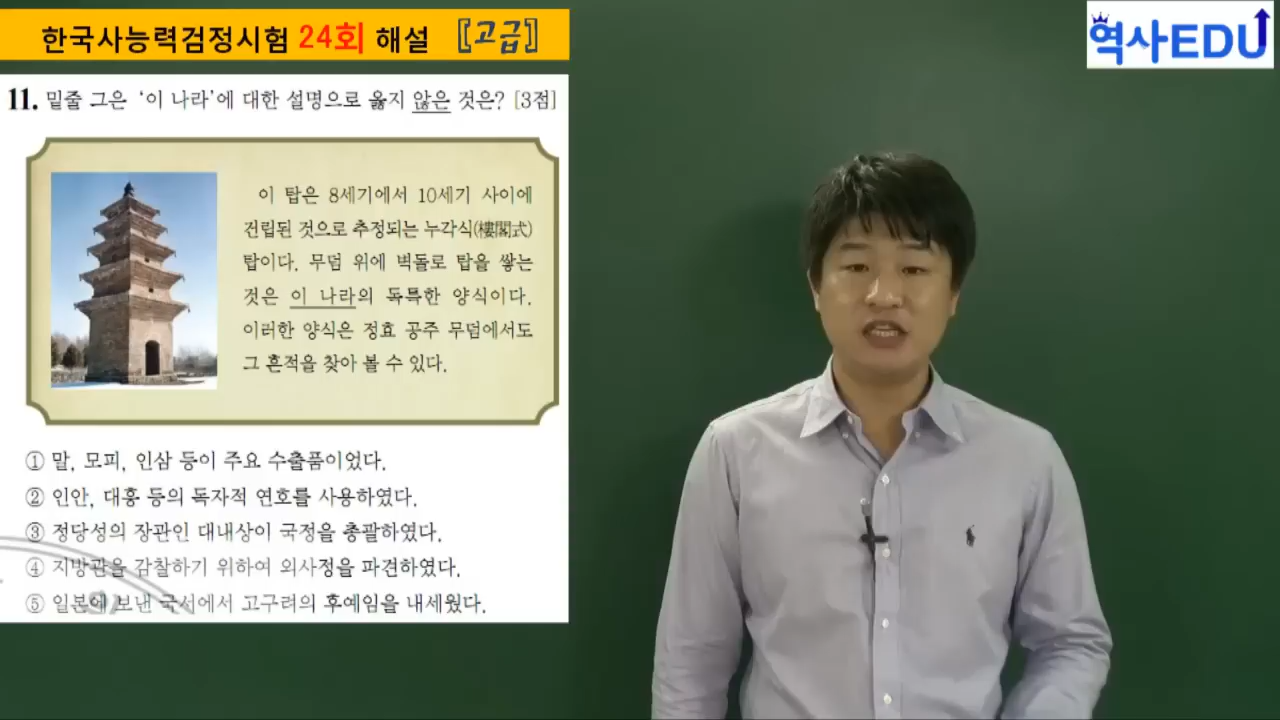 한국사능력검정시험 24회 해설 [고급]
역사EDU
11. 밑줄 그은 ‘이 나라’에 대한 설명으로 옳지 않은 것은? [3점]
이 탑은 8세기에서 10세기 사이에
건립된 것으로 추정되는 누각식(樓閣式)
탑이다. 무덤 위에 벽돌로 탑을 쌓는
것은 이 나라의 독특한 양식이다.
이러한 양식은 정효 공주 무덤에서도
그 흔적을 찾아 볼 수 있다.
① 말, 모피, 인삼 등이 주요 수출품이었다.
② 인안, 대흥 등의 독자적 연호를 사용하였다.
③ 정당성의 장관인 대내상이 국정을 총괄하였다.
④ 지방관을 감찰하기 위하여 외사정을 파견하였다.
⑤ 일본에 보낸 국서에서 고구려의 후예임을 내세웠다.